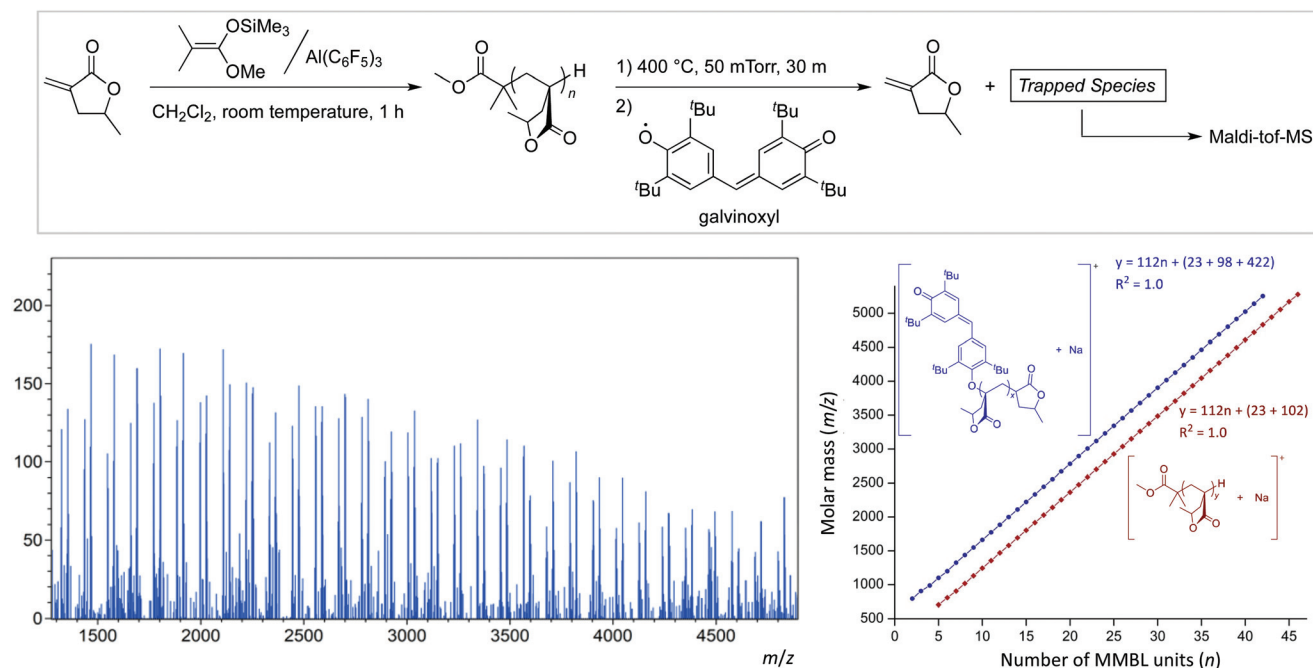 O
O
OSiMe3
OMe
Al(C6F5)3
CH2Cl2, room temperature, 1 h
O
O
H
n
O
O
1) 400 °C, 50 mTorr, 30 m
2)
tBu
O
tBu
tBu
O
tBu
galvinoxyl
O
O
+
Trapped Species
Maldi-tof-MS
200
150
100
50
0
1500
2000
2500
3000
3500
4000
4500
m/z
Molar mass (m/z)
5000
4500
4000
3500
3000
2500
2000
1500
1000
500
0
5
10
15
20
25
30
35
40
45
Number of MMBL units (n)
tBu
O
tBu
tBu
tBu
O
x
O
O
O
O
+ Na
+
y = 112n + (23 + 98 + 422)
R2 = 1.0
y = 112n + (23 + 102)
R2 = 1.0
O
O
H
y
O
O
+ Na
+